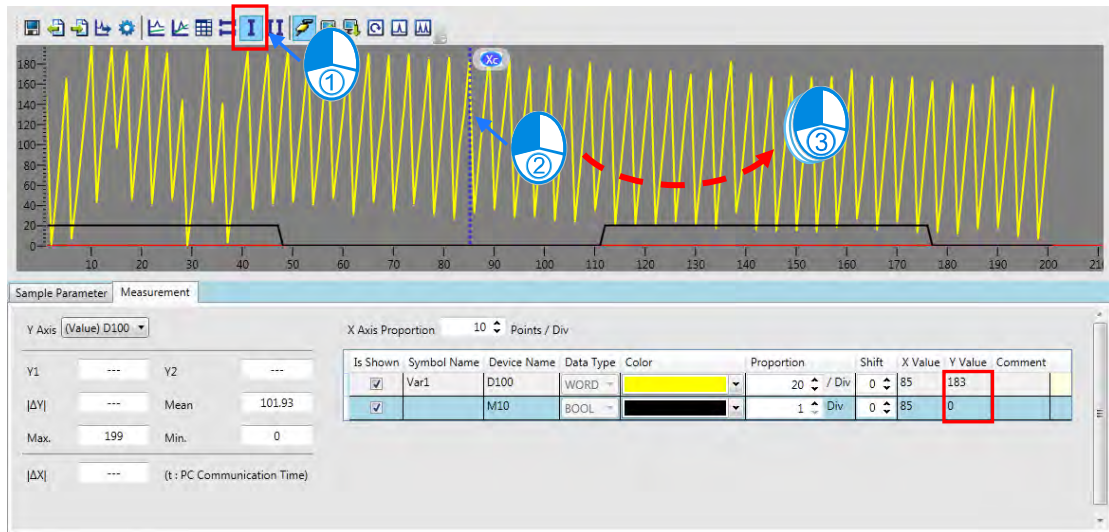 Xc
180
160
140
120
100
80
60
40
20
0
10 20 30 40 50 60 70 80 90 100 110 120 130 140 150 160 170 180 190 200 21
①
②
③
Sample Parameter Measurement
Y Axis (Value) D100
X Axis Proportion 10 Points / Div
Is Shown Symbol Name Device Name Data Type Color Proportion Shift X Value Y Value Comment
Var1 D100 WORD 20 / Div 0 85 183
M10 BOOL 1 Div 0 85 0
Y1 --- Y2 ---
|ΔY| --- Mean 101.93
Max. 199 Min. 0
|ΔX| --- (t : PC Communication Time)